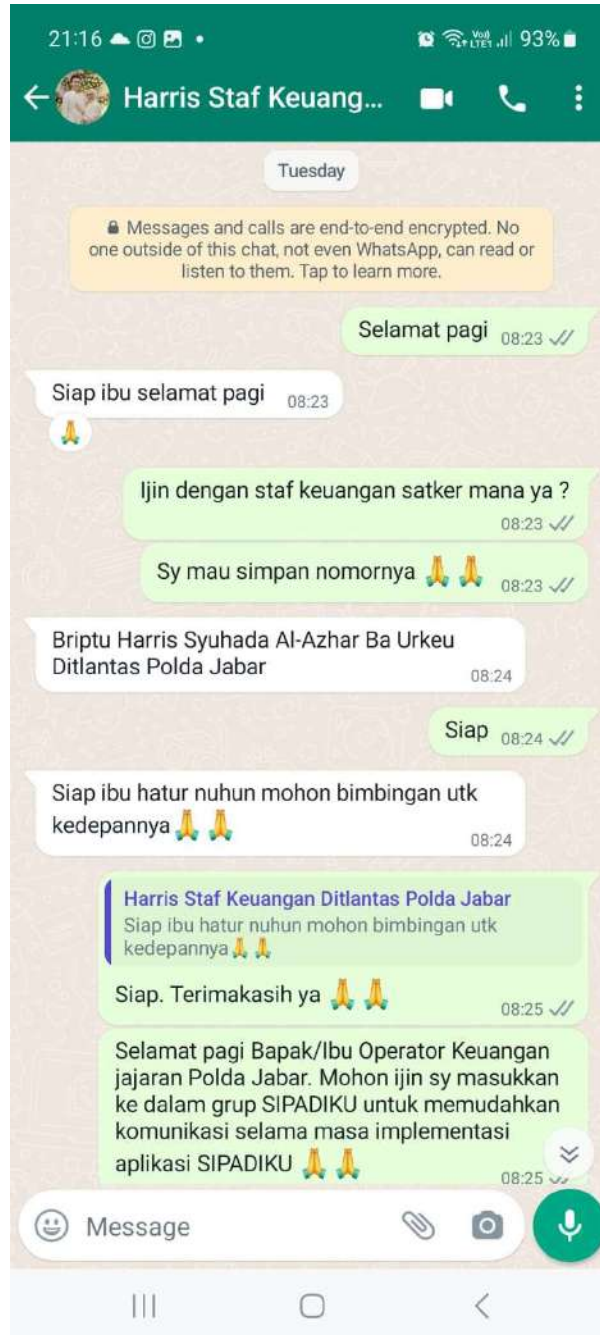 21:16
93%
Harris Staf Keuang...
Tuesday
Messages and calls are end-to-end encrypted. No
one outside of this chat, not even WhatsApp, can read or
listen to them. Tap to learn more.
Selamat pagi 08:23
Siap ibu selamat pagi 08:23
🙏
Ijin dengan staf keuangan satker mana ya ?
08:23
Sy mau simpan nomornya 🙏 🙏 08:23
Briptu Harris Syuhada Al-Azhar Ba Urkeu
Ditlantas Polda Jabar 08:24
Siap 08:24
Siap ibu hatur nuhun mohon bimbingan utk
kedepannya 🙏 🙏 08:24
Harris Staf Keuangan Ditlantas Polda Jabar
Siap ibu hatur nuhun mohon bimbingan utk
kedepannya 🙏 🙏
Siap. Terimakasih ya 🙏 🙏 08:25
Selamat pagi Bapak/Ibu Operator Keuangan
jajaran Polda Jabar. Mohon ijin sy masukkan
ke dalam grup SIPADIKU untuk memudahkan
komunikasi selama masa implementasi
aplikasi SIPADIKU 🙏 🙏
08:25
Message